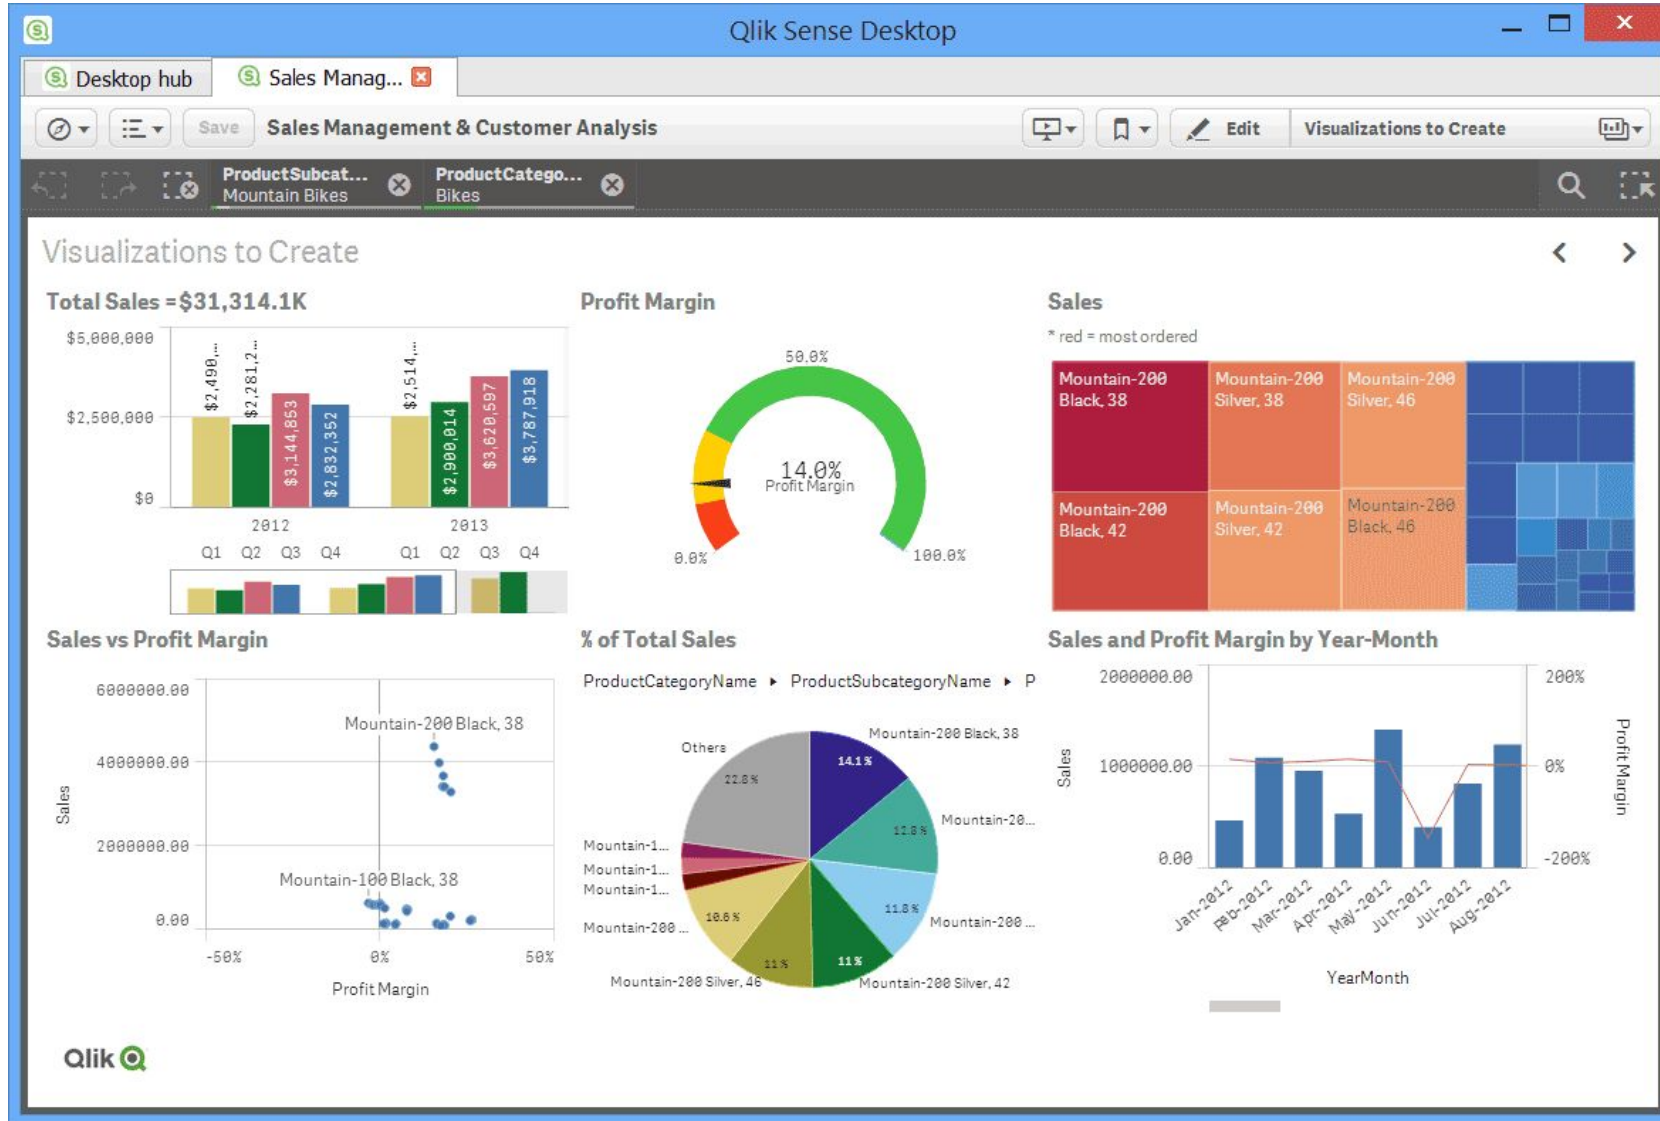 Qlik Sense Desktop
Desktop hub
Sales Manag...
Save
Sales Management & Customer Analysis
Edit
Visualizations to Create
ProductSubcat...
Mountain Bikes
ProductCatego...
Bikes
Visualizations to Create
Total Sales =$31,314.1K
$5,000,000
$2,500,000
$0
$2,490,...
$2,281,2...
$3,144,853
$2,832,352
$2,514,...
$2,900,014
$3,620,597
$3,787,918
2012
2013
Q1 Q2 Q3 Q4 Q1 Q2 Q3 Q4
Profit Margin
50.0%
14.0%
Profit Margin
0.0%
100.0%
Sales
* red = most ordered
Mountain-200
Black, 38
Mountain-200
Silver, 38
Mountain-200
Silver, 46
Mountain-200
Black, 42
Mountain-200
Silver, 42
Mountain-200
Black, 46
Sales vs Profit Margin
6000000.00
4000000.00
2000000.00
0.00
Sales
Mountain-200 Black, 38
Mountain-100 Black, 38
-50%
0%
50%
Profit Margin
% of Total Sales
ProductCategoryName ▸ ProductSubcategoryName ▸ P
Others
22.8%
Mountain-200 Black, 38
14.1%
Mountain-20...
12.8%
Mountain-200 ...
11.8%
Mountain-200 Silver, 42
11%
Mountain-200 Silver, 46
11%
Mountain-200 ...
10.6%
Mountain-1...
Mountain-1...
Mountain-1...
Sales and Profit Margin by Year-Month
2000000.00
1000000.00
0.00
Sales
200%
0%
-200%
Profit Margin
Jan-2012
Feb-2012
Mar-2012
Apr-2012
May-2012
Jun-2012
Jul-2012
Aug-2012
YearMonth
Qlik